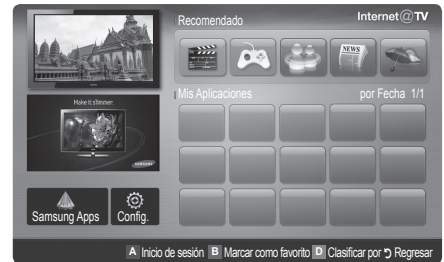 Internet@TV
Recomendado
NEWS
Mis Aplicaciones por Fecha 1/1
Make it slimmer.
SAMSUNG
Samsung Apps Config.
A Inicio de sesión B Marcar como favorito D Clasificar por Regresar